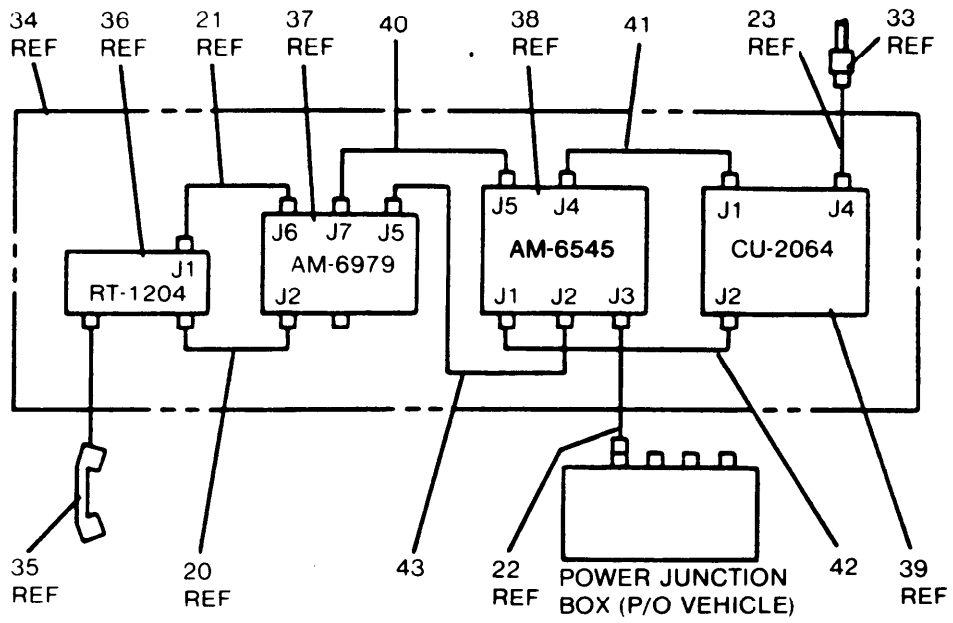 34 REF
36 REF
21 REF
37 REF
40
38 REF
41
23 REF
33 REF
J1
RT-1204
J6 J7 J5
AM-6979
J2
J5 J4
AM-6545
J1 J2 J3
J1 J4
CU-2064
J2
35 REF
20 REF
43
22 REF
POWER JUNCTION
BOX (P/O VEHICLE)
42
39 REF